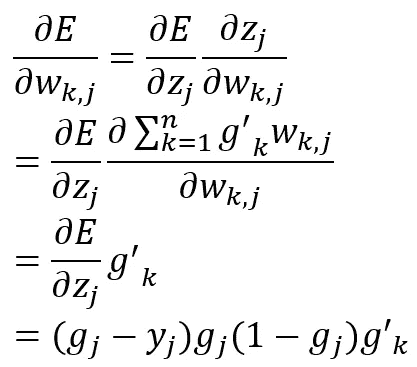 ∂E/∂w_{k,j} = ∂E/∂z_j ∂z_j/∂w_{k,j}
= ∂E/∂z_j ∂∑_{k=1}^{n} g'_k w_{k,j}/∂w_{k,j}
= ∂E/∂z_j g'_k
= (g_j − y_j)g_j(1 − g_j)g'_k